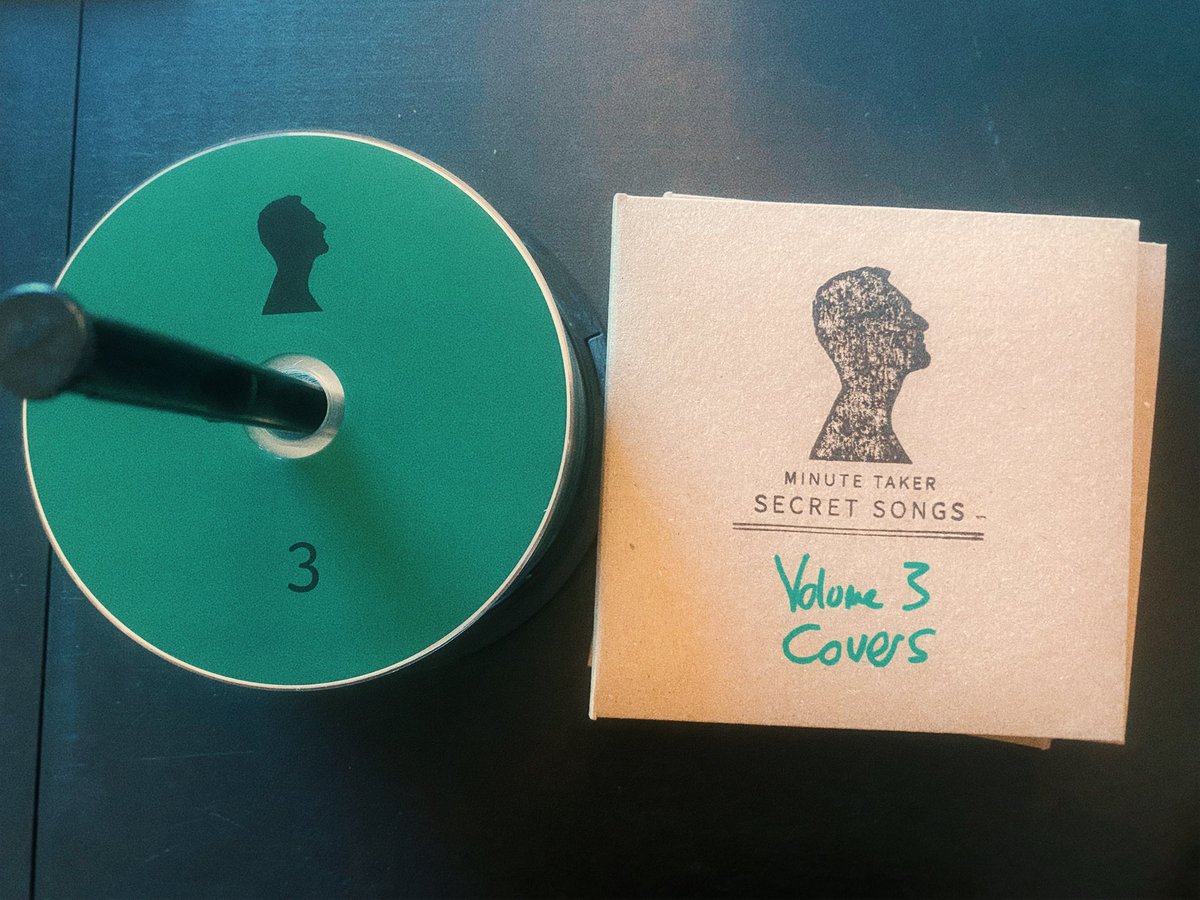 3
MINUTE TAKER
SECRET SONGS _
Volume 3
Covers